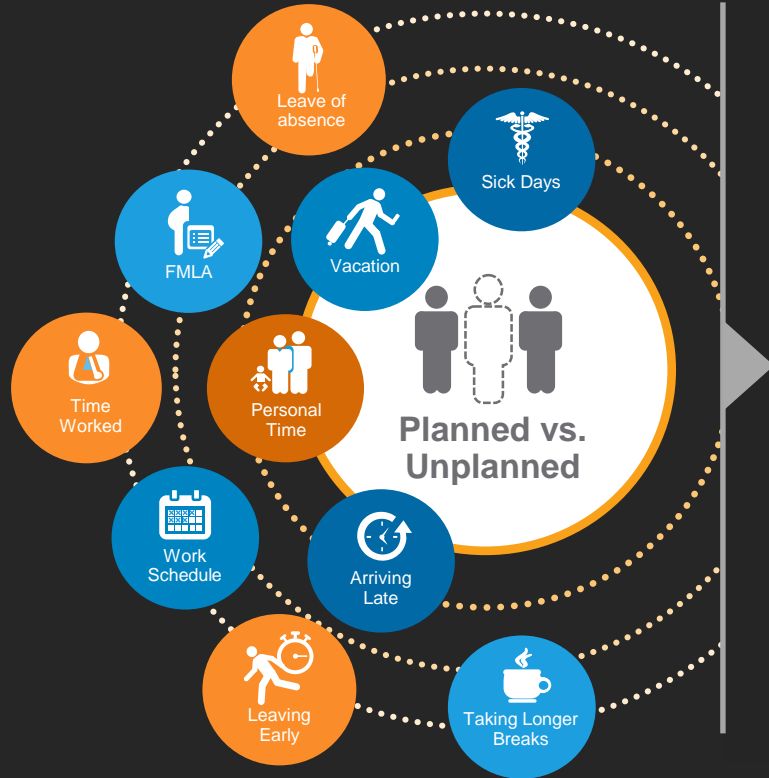 Leave of
absence
Sick Days
FMLA
Vacation
Time
Worked
Personal
Time
Planned vs.
Unplanned
Work
Schedule
Arriving
Late
Leaving
Early
Taking Longer
Breaks